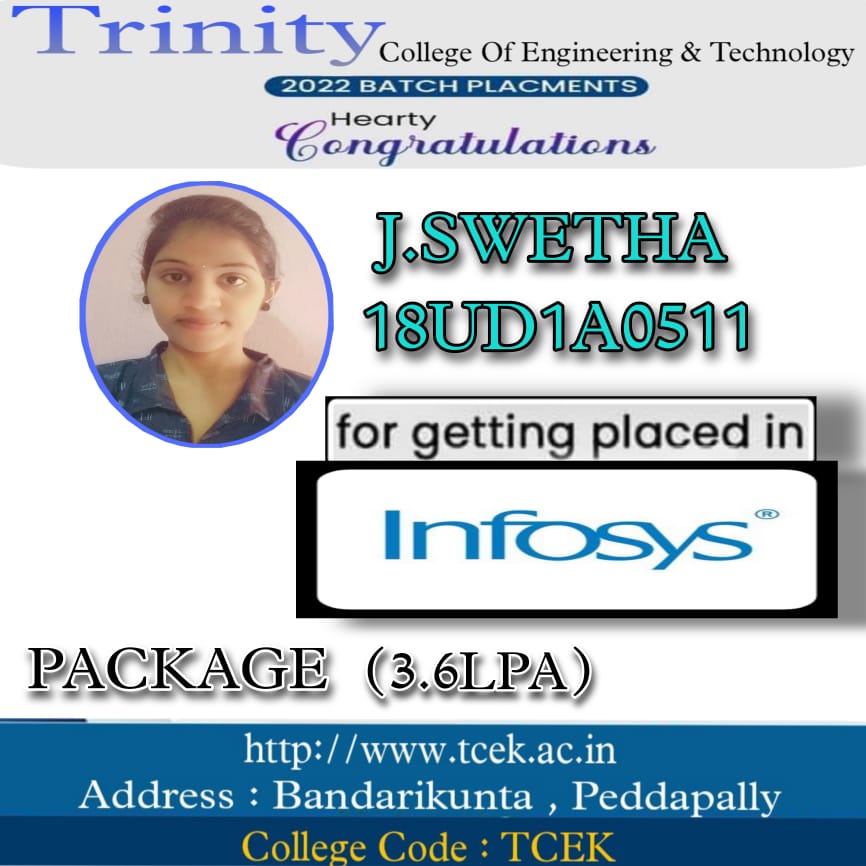 Trinity College Of Engineering & Technology
2022 BATCH PLACMENTS
Hearty
Congratulations
J.SWETHA
18UD1A0511
for getting placed in
Infosys®
PACKAGE (3.6LPA)
http://www.tcek.ac.in
Address : Bandarikunta , Peddapally
College Code : TCEK